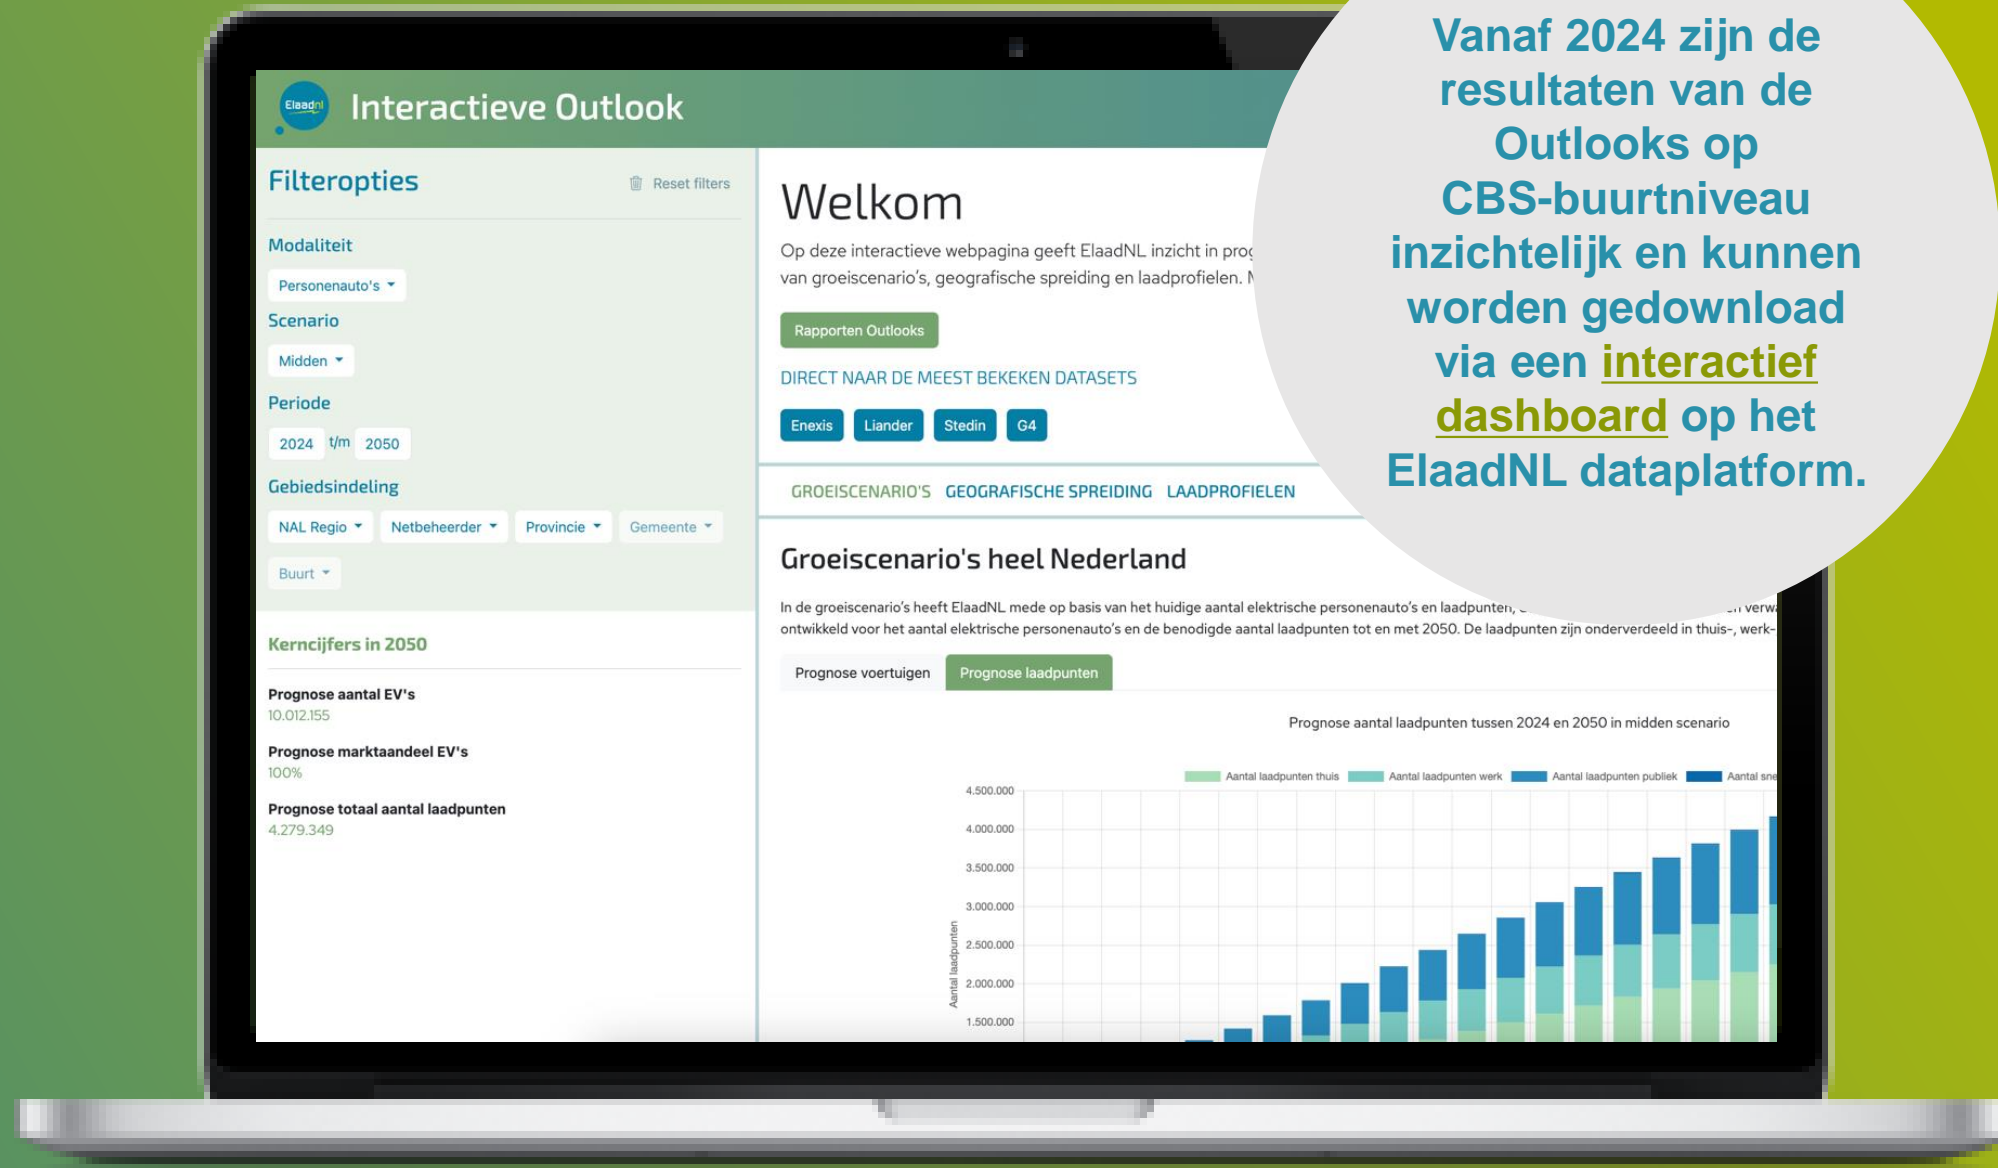 Vanaf 2024 zijn de
resultaten van de
Outlooks op
CBS-buurtniveau
inzichtelijk en kunnen
worden gedownload
via een interactief
dashboard op het
ElaadNL dataplatform.
Elaadnl
Interactieve Outlook
Filteropties
Reset filters
Modaliteit
Personenauto's
Scenario
Midden
Periode
2024 t/m 2050
Gebiedsindeling
NAL Regio Netbeheerder Provincie Gemeente
Buurt
Kerncijfers in 2050
Prognose aantal EV's
10.012.155
Prognose marktaandeel EV's
100%
Prognose totaal aantal laadpunten
4.279.349
Welkom
Op deze interactieve webpagina geeft ElaadNL inzicht in
van groeiscenario's, geografische spreiding en laadprofielen.
Rapporten Outlooks
DIRECT NAAR DE MEEST BEKEKEN DATASETS
Enexis Liander Stedin G4
GROEISCENARIO'S GEOGRAFISCHE SPREIDING LAADPROFIELEN
Groeiscenario's heel Nederland
In de groeiscenario's heeft ElaadNL mede op basis van het huidige aantal elektrische personenauto's en laadpunten,
ontwikkeld voor het aantal elektrische personenauto's en de benodigde aantal laadpunten tot en met 2050. De laadpunten zijn onderverdeeld in thuis-, werk-
Prognose voertuigen Prognose laadpunten
Prognose aantal laadpunten tussen 2024 en 2050 in midden scenario
Aantal laadpunten thuis Aantal laadpunten werk Aantal laadpunten publiek Aantal
4.500.000
4.000.000
3.500.000
3.000.000
2.500.000
2.000.000
1.500.000
Aantal laadpunten